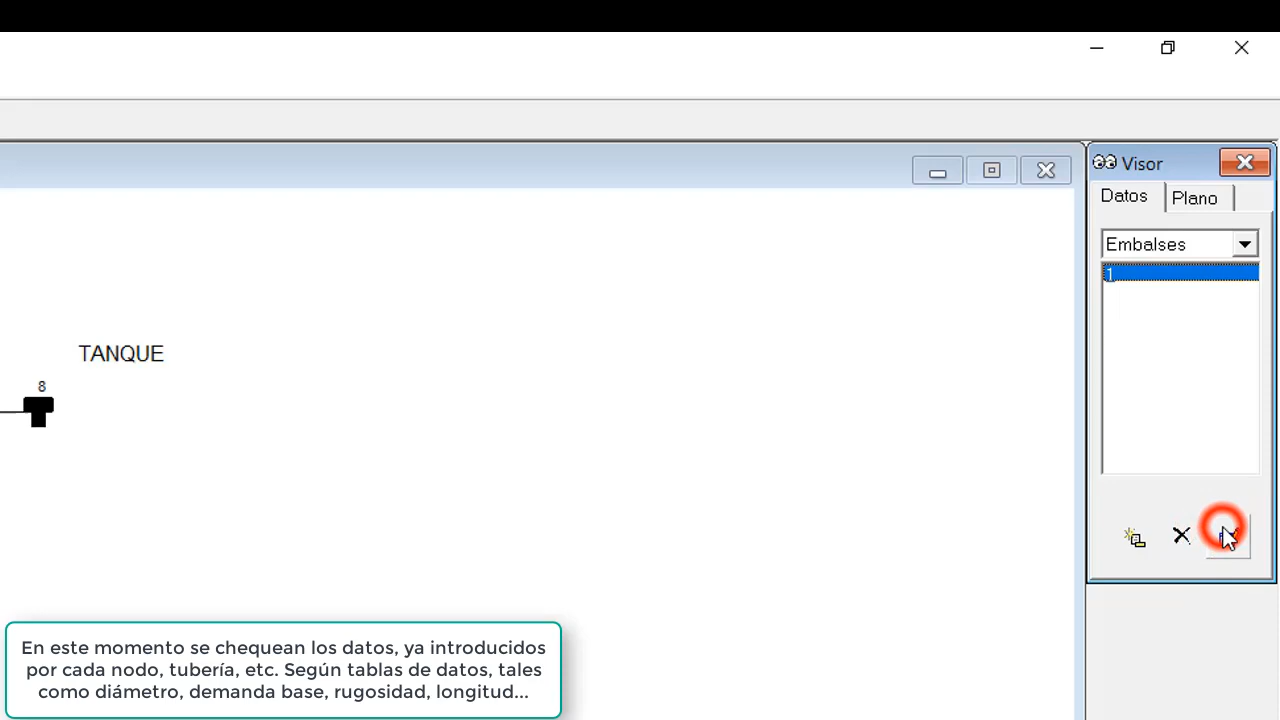 Visor
Datos
Plano
Embalses
1
TANQUE
8
En este momento se chequean los datos, ya introducidos
por cada nodo, tubería, etc. Según tablas de datos, tales
como diámetro, demanda base, rugosidad, longitud...